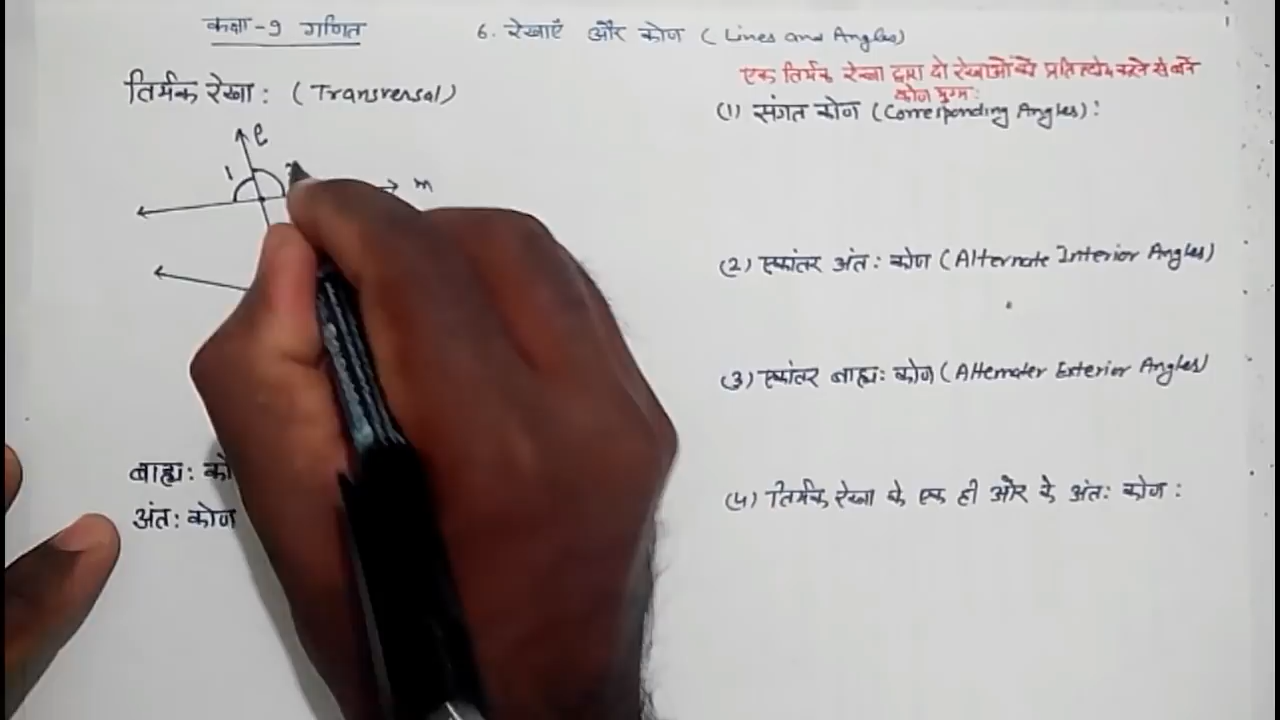 कक्षा-9 गणित
6. रेखाएँ और कोण (Lines and Angles)
तिर्यक रेखा: (Transversal)
एक तिर्यक रेखा द्वारा दो रेखाओं को प्रतिच्छेद करने से बने
कोण युग्म:
(1) संगत कोण (Corresponding Angles):
l
1
m
(2) एकांतर अंत: कोण (Alternate Interior Angles)
(3) एकांतर बाह्य: कोण (Alternater Exterior Angles)
(4) तिर्यक रेखा के एक ही ओर के अंत: कोण:
बाह्य: को
अंत: कोण